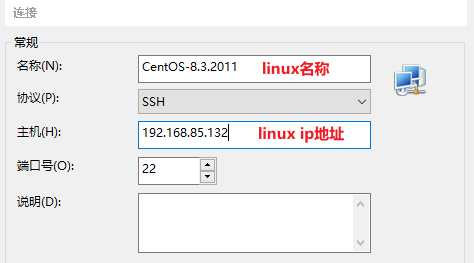 连接
常规
名称(N): CentOS-8.3.2011 linux名称
协议(P): SSH
主机(H): 192.168.85.132 linux ip地址
端口号(O): 22
说明(D):